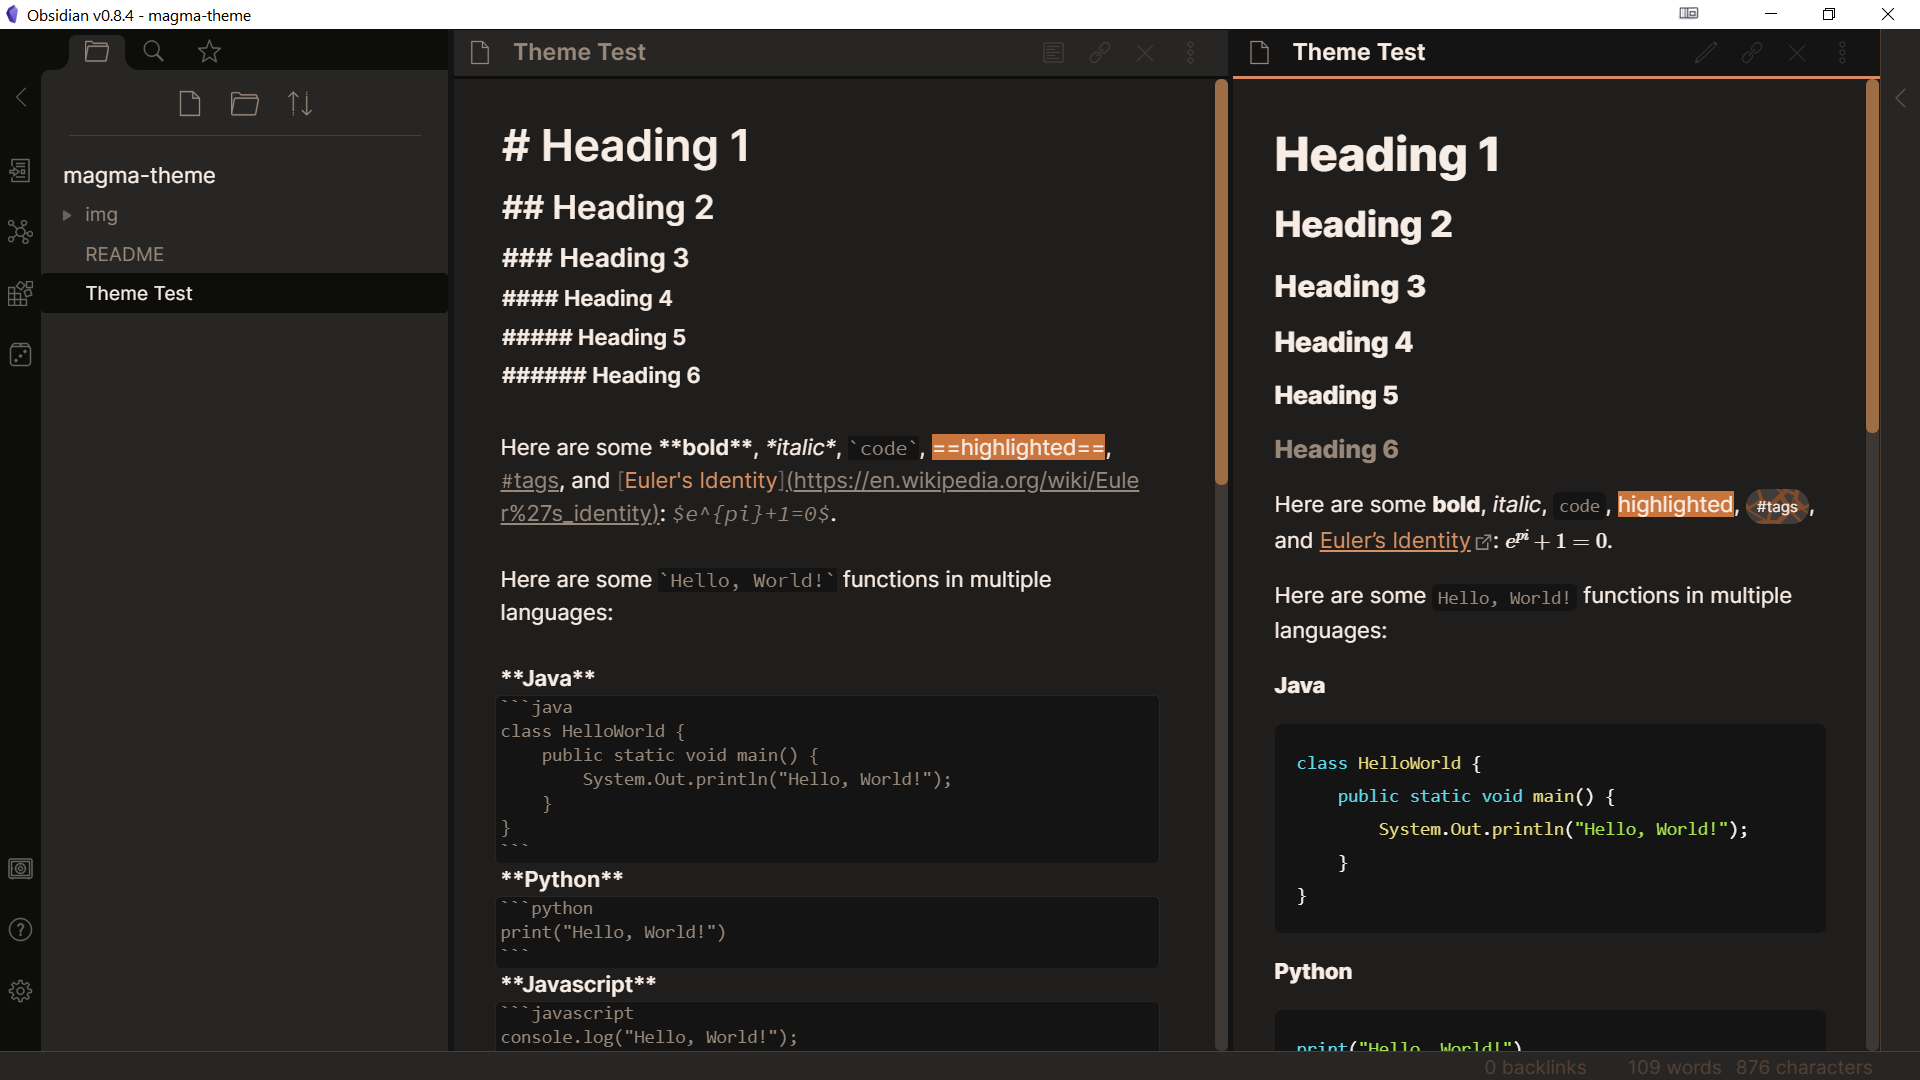 Obsidian v0.8.4 - magma-theme
magma-theme
img
README
Theme Test
Theme Test
# Heading 1
## Heading 2
### Heading 3
#### Heading 4
##### Heading 5
###### Heading 6
Here are some **bold**, *italic*, `code`, ==highlighted==,
#tags, and [Euler's Identity](https://en.wikipedia.org/wiki/Eule
r%27s_identity): $e^{pi}+1=0$.
Here are some `Hello, World!` functions in multiple
languages:
**Java**
```java
class HelloWorld {
    public static void main() {
        System.Out.println("Hello, World!");
    }
}
```
**Python**
```python
print("Hello, World!")
```
**Javascript**
```javascript
console.log("Hello, World!");
Theme Test
Heading 1
Heading 2
Heading 3
Heading 4
Heading 5
Heading 6
Here are some bold, italic, code, highlighted, #tags,
and Euler’s Identity: e^{pi} + 1 = 0.
Here are some Hello, World! functions in multiple
languages:
Java
class HelloWorld {
    public static void main() {
        System.Out.println("Hello, World!");
    }
}
Python
print("Hello, World!")
0 backlinks 109 words 876 characters